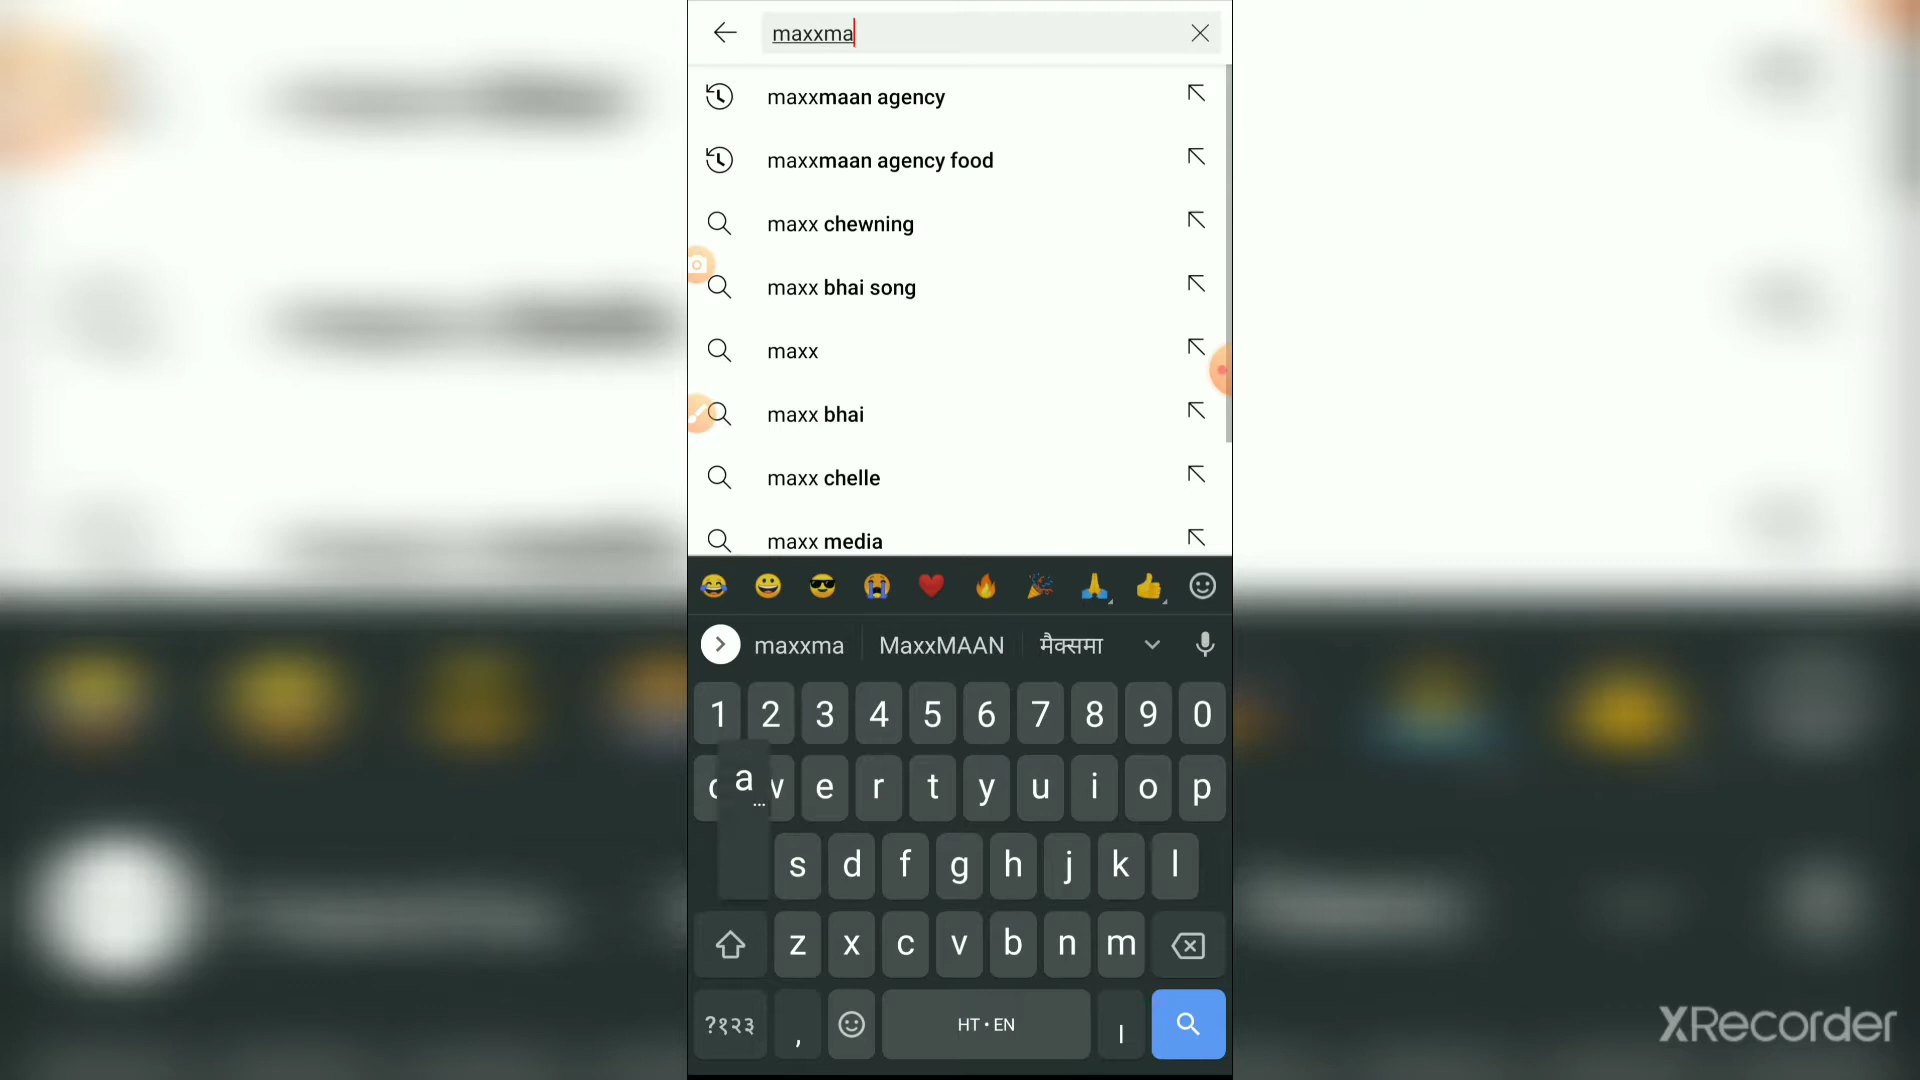 maxxma
maxxmaan agency
maxxmaan agency food
maxx chewning
maxx bhai song
maxx
maxx bhai
maxx chelle
maxx media
maxxma MaxxMAAN मैक्समा
1 2 3 4 5 6 7 8 9 0
a w e r t y u i o p
s d f g h j k l
z x c v b n m
?१२३ , HT • EN ।
XRecorder